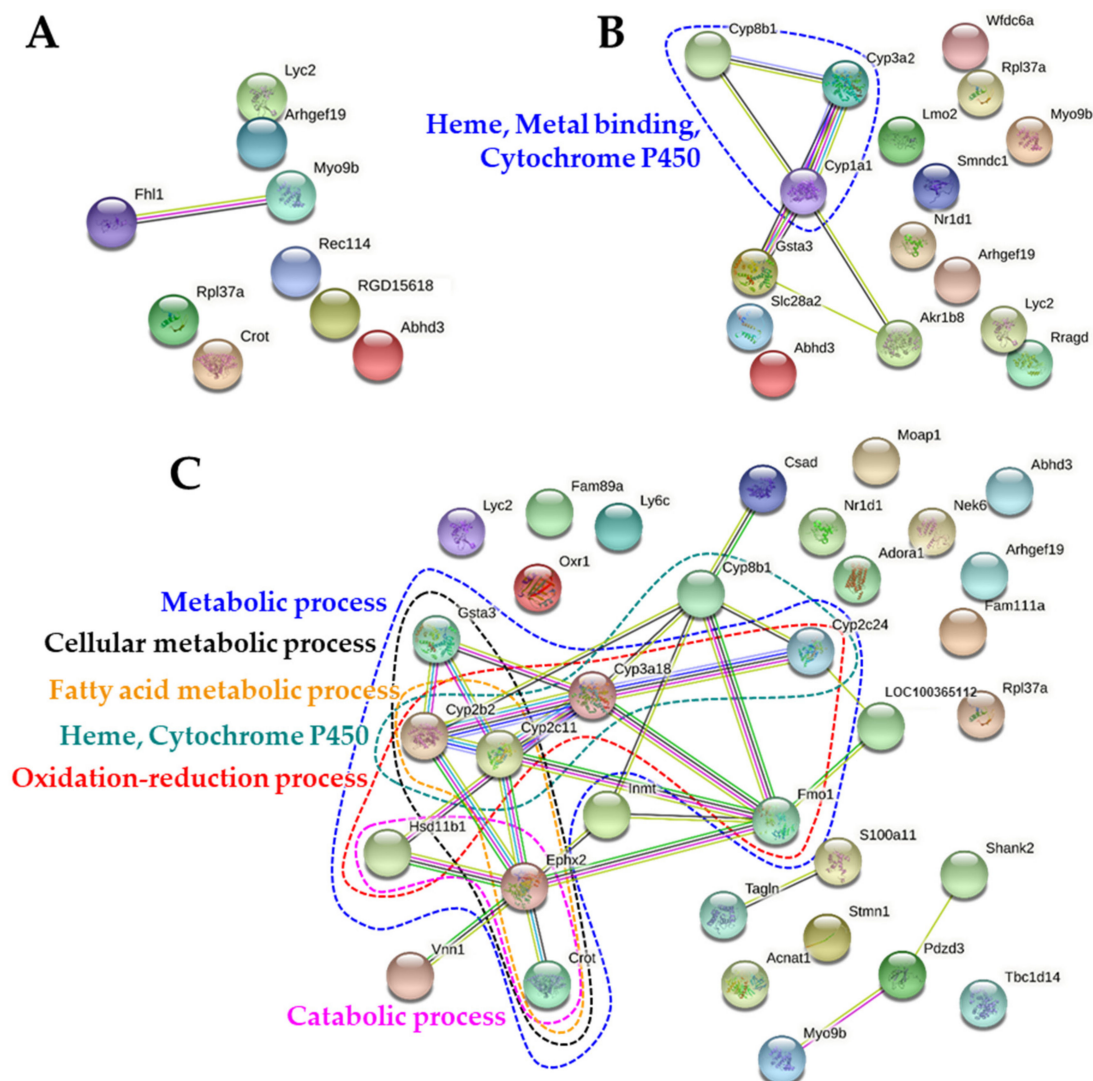 A
Lyc2
Arhgef19
Myo9b
Fhl1
Rec114
RGD15618
Rpl37a
Crot
Abhd3
B
Cyp8b1
Wfdc6a
Cyp3a2
Rpl37a
Heme, Metal binding,
Cytochrome P450
Lmo2
Myo9b
Smndc1
Cyp1a1
Nr1d1
Gsta3
Arhgef19
Slc28a2
Lyc2
Akr1b8
Rragd
Abhd3
C
Moap1
Csad
Abhd3
Fam89a
Lyc2
Ly6c
Nr1d1
Nek6
Oxr1
Cyp8b1
Adora1
Arhgef19
Metabolic process
Gsta3
Cyp2c24
Fam111a
Cellular metabolic process
Cyp3a18
Fatty acid metabolic process
Cyp2b2
LOC100365112
Rpl37a
Heme, Cytochrome P450
Cyp2c11
Oxidation-reduction process
Inmt
Fmo1
Hsd11b1
Ephx2
S100a11
Shank2
Tagln
Stmn1
Vnn1
Crot
Acnat1
Pdzd3
Tbc1d14
Catabolic process
Myo9b